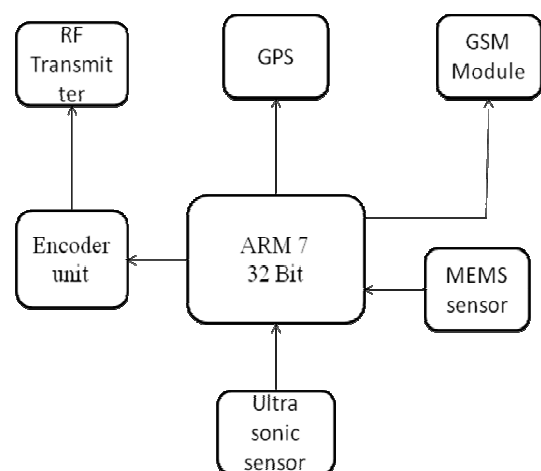 RF
Transmit
ter
GPS
GSM
Module
Encoder
unit
ARM 7
32 Bit
MEMS
sensor
Ultra
sonic
sensor